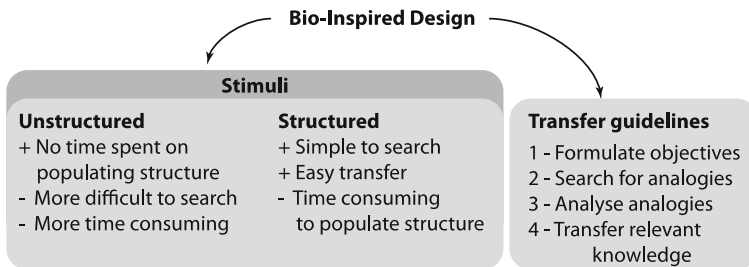 Bio-Inspired Design
Stimuli
Unstructured
+ No time spent on
populating structure
- More difficult to search
- More time consuming
Structured
+ Simple to search
+ Easy transfer
- Time consuming
to populate structure
Transfer guidelines
1 - Formulate objectives
2 - Search for analogies
3 - Analyse analogies
4 - Transfer relevant
knowledge